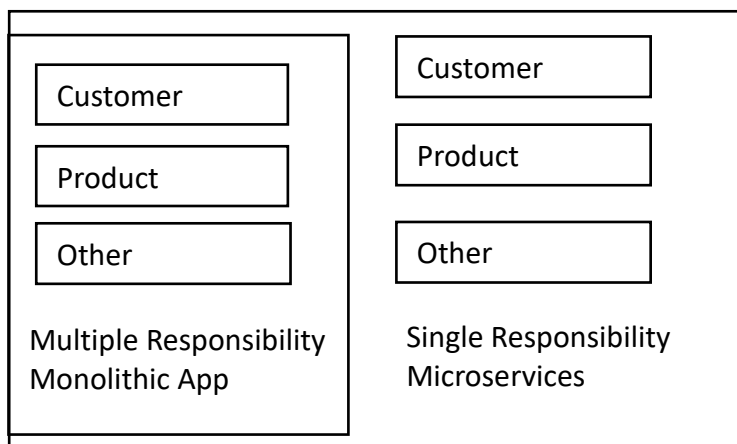 Customer
Product
Other
Multiple Responsibility
Monolithic App
Customer
Product
Other
Single Responsibility
Microservices